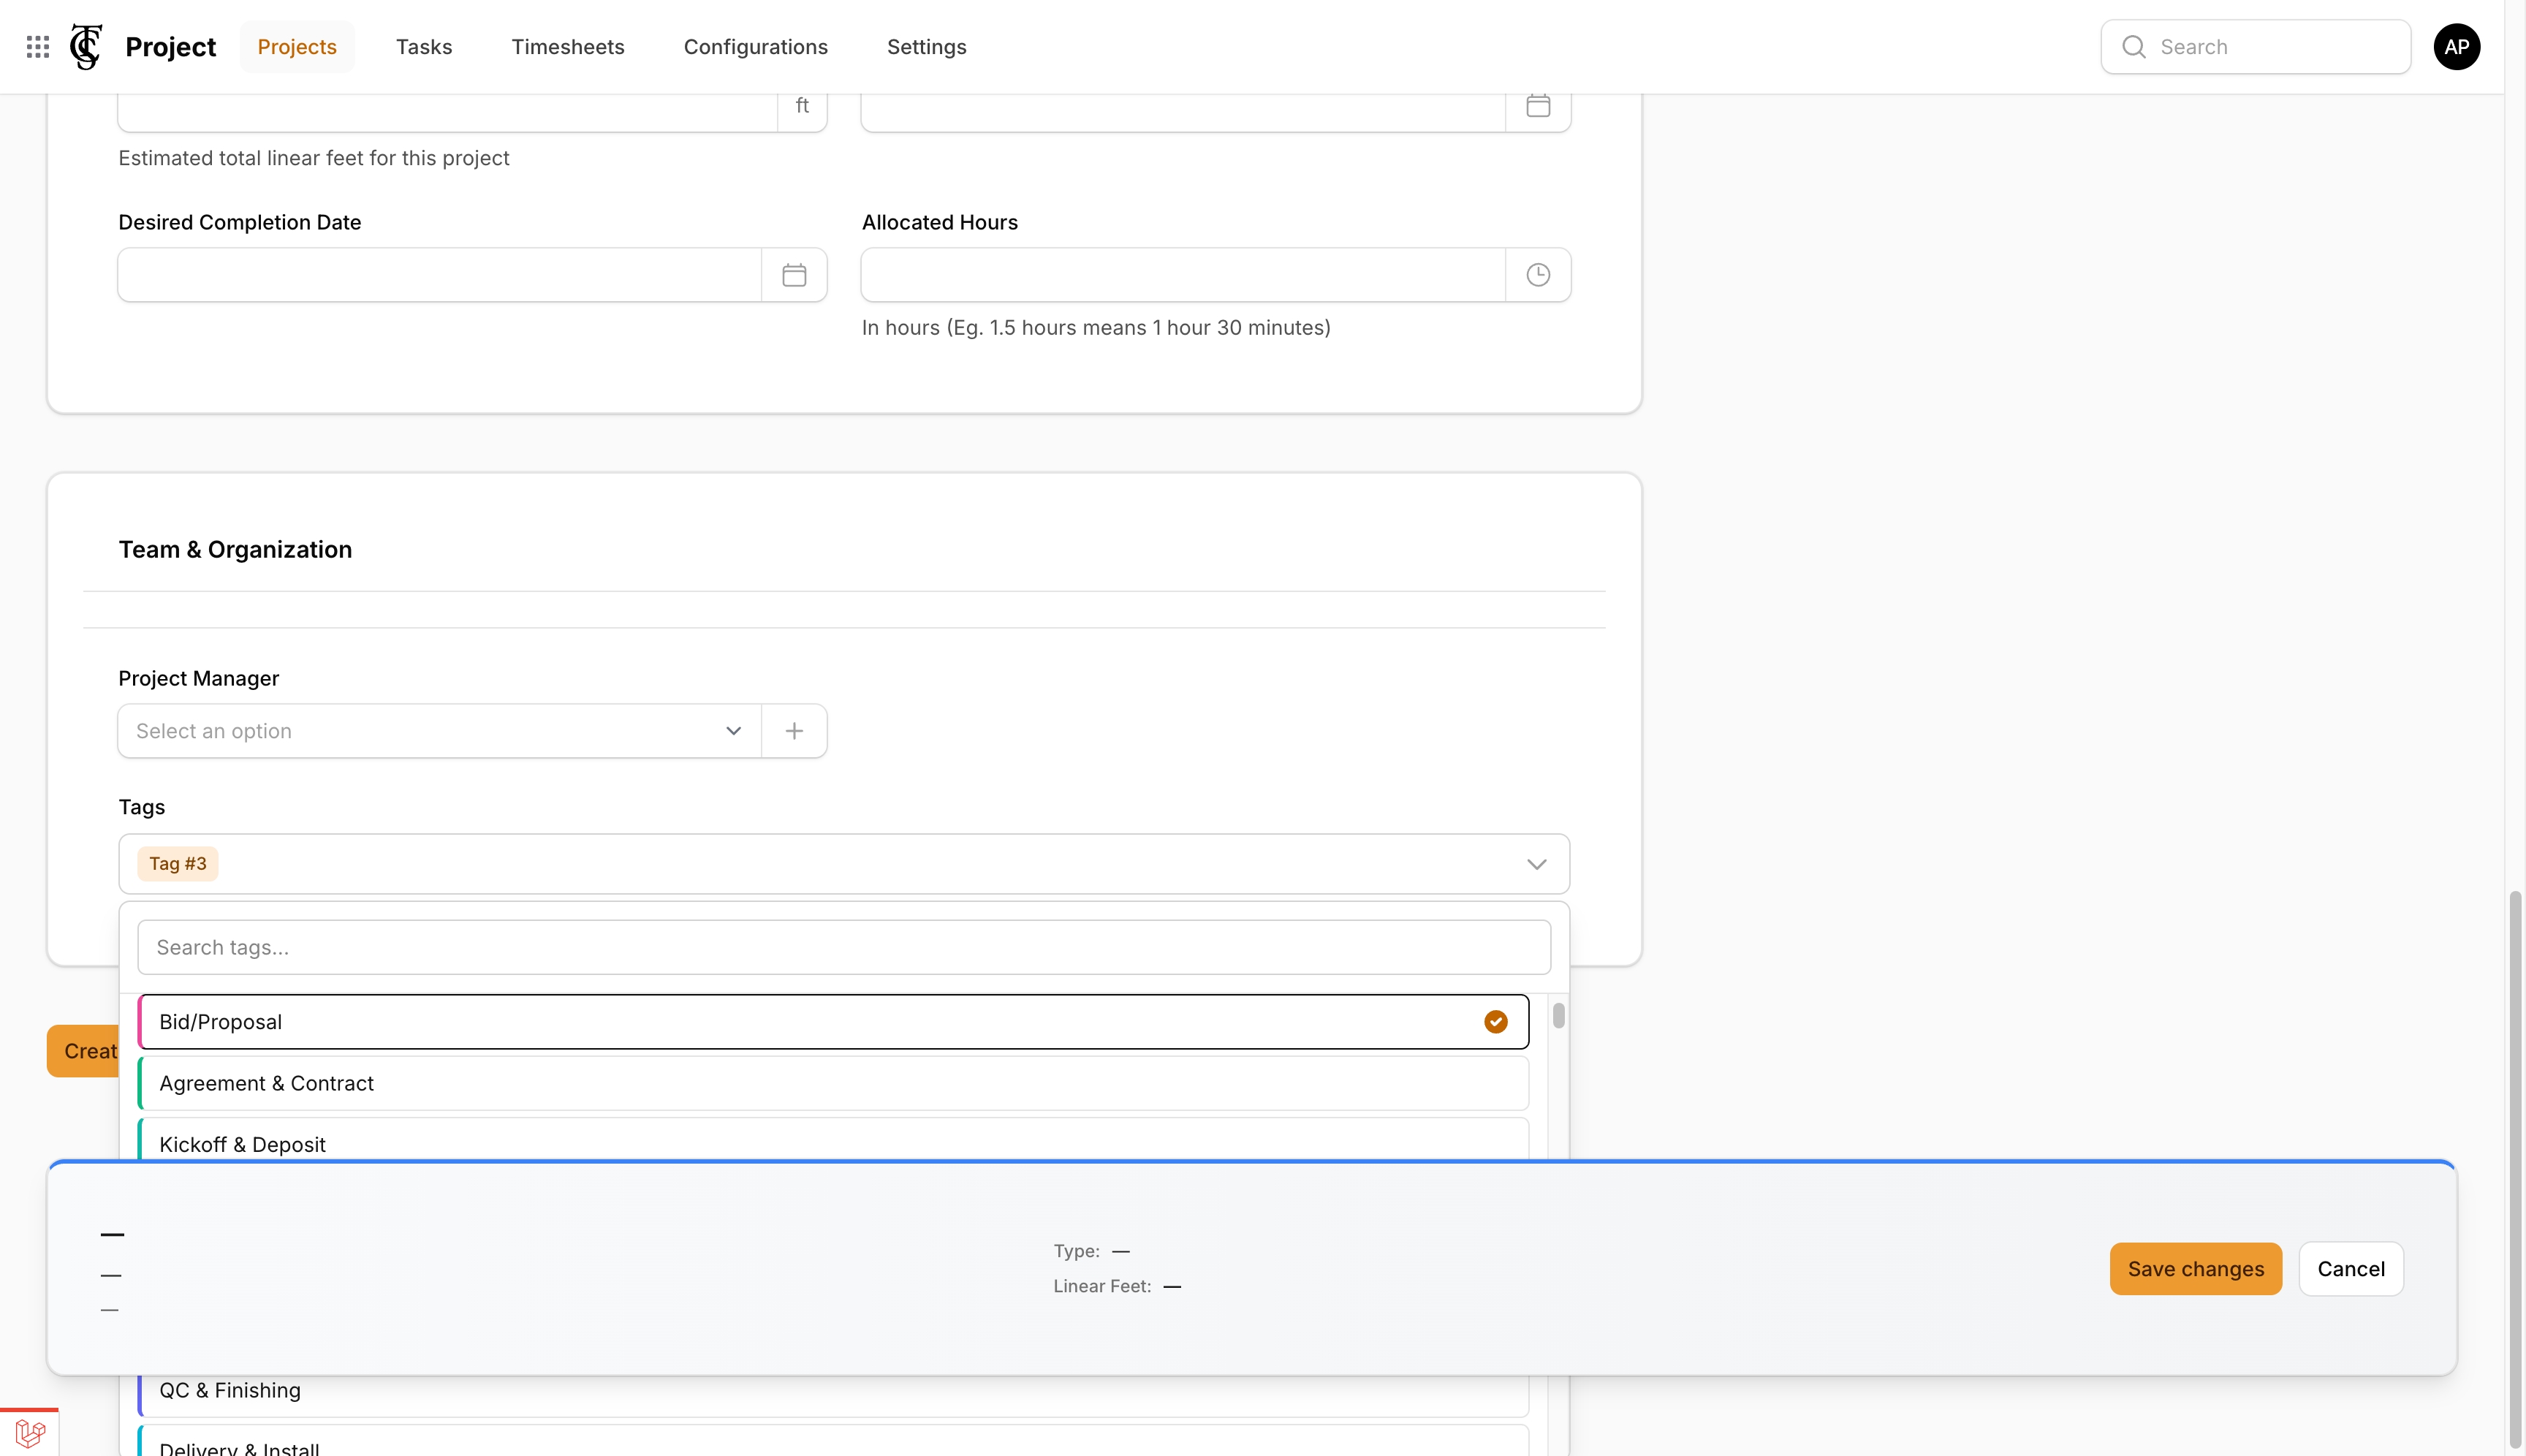 Project
Projects
Tasks
Timesheets
Configurations
Settings
Search
AP
ft
Estimated total linear feet for this project
Desired Completion Date
Allocated Hours
In hours (Eg. 1.5 hours means 1 hour 30 minutes)
Team & Organization
Project Manager
Select an option
Tags
Tag #3
Search tags...
Bid/Proposal
Creat
Agreement & Contract
Kickoff & Deposit
—
—
—
Type: —
Linear Feet: —
Save changes
Cancel
QC & Finishing
Delivery & Install